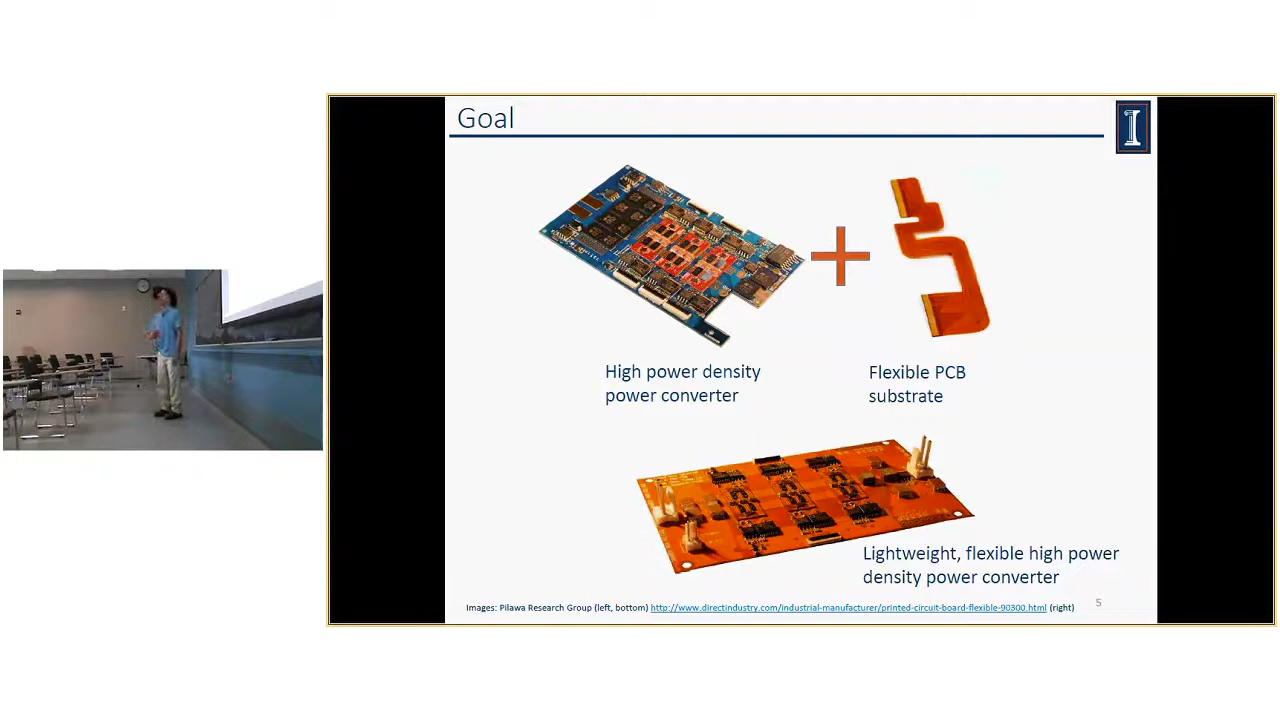 Goal
I
High power density
power converter
Flexible PCB
substrate
Lightweight, flexible high power
density power converter
Images: Pilawa Research Group (left, bottom) http://www.directindustry.com/industrial-manufacturer/printed-circuit-board-flexible-90300.html (right)
5